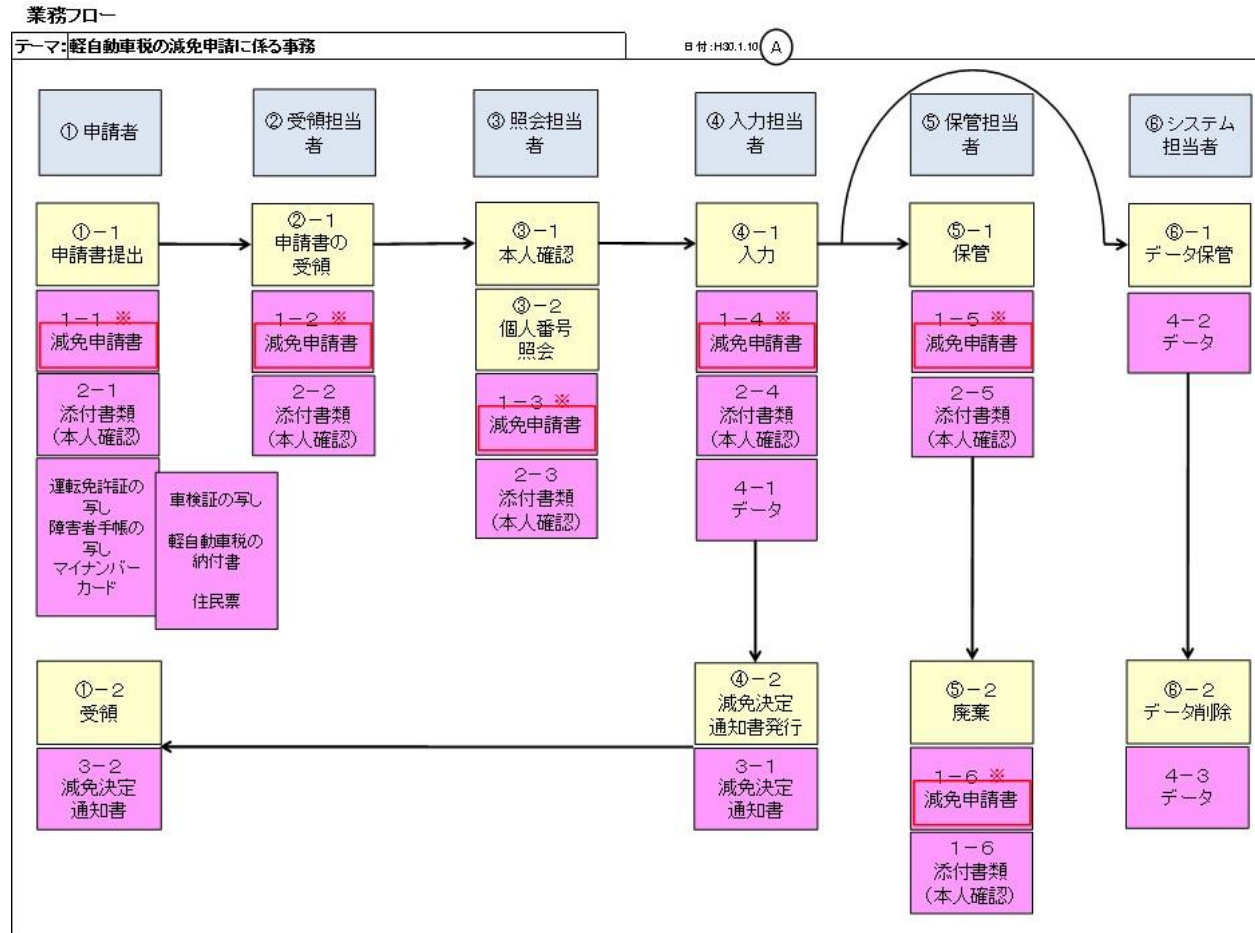 業務フロー
テーマ:軽自動車税の減免申請に係る事務
日付:H30.1.10
A
①申請者
②受領担当
者
③照会担当
者
④入力担当
者
⑤保管担当
者
⑥システム
担当者
①-1
申請書提出
②-1
申請書の
受領
③-1
本人確認
④-1
入力
⑤-1
保管
⑥-1
データ保管
1-1 ※
減免申請書
1-2 ※
減免申請書
③-2
個人番号
照会
1-4 ※
減免申請書
1-5 ※
減免申請書
4-2
データ
2-1
添付書類
(本人確認)
2-2
添付書類
(本人確認)
1-3 ※
減免申請書
2-4
添付書類
(本人確認)
2-5
添付書類
(本人確認)
運転免許証の
写し
障害者手帳の
写し
マイナンバー
カード
車検証の写し
軽自動車税の
納付書
住民票
2-3
添付書類
(本人確認)
4-1
データ
①-2
受領
④-2
減免決定
通知書発行
⑤-2
廃棄
⑥-2
データ削除
3-2
減免決定
通知書
3-1
減免決定
通知書
1-6 ※
減免申請書
4-3
データ
1-6
添付書類
(本人確認)